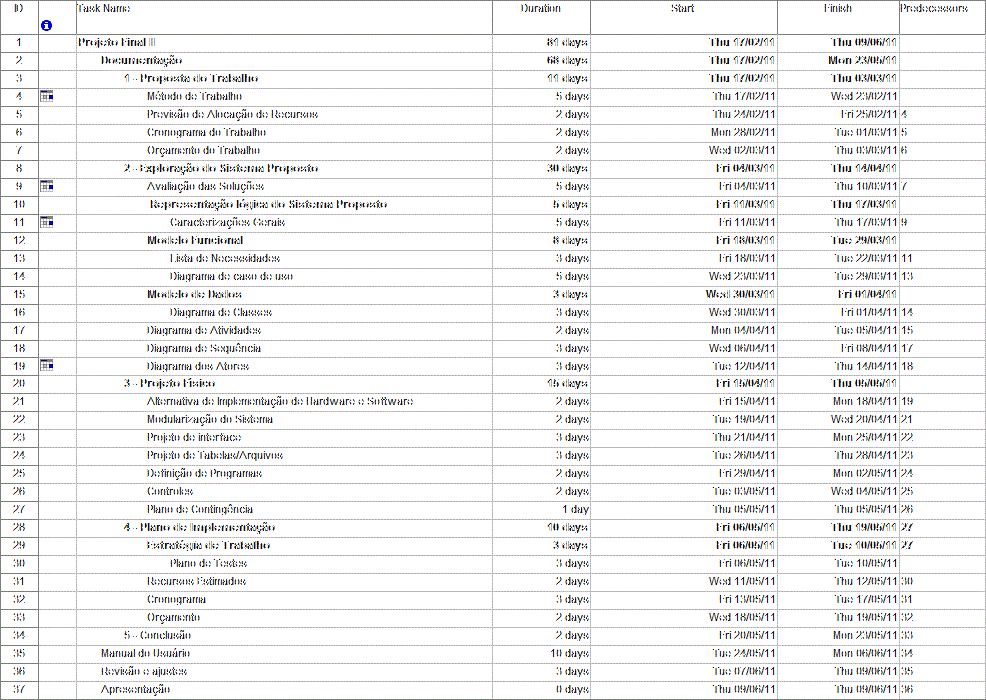 ID Task Name Duration Start Finish Predecessors
1 Projeto Final II 81 days Thu 17/02/11 Thu 09/06/11
2 Documentação 68 days Thu 17/02/11 Mon 23/05/11
3 1 - Proposta do Trabalho 11 days Thu 17/02/11 Thu 03/03/11
4 Método de Trabalho 5 days Thu 17/02/11 Wed 23/02/11
5 Previsão de Alocação de Recursos 2 days Thu 24/02/11 Fri 25/02/11 4
6 Cronograma do Trabalho 2 days Mon 28/02/11 Tue 01/03/11 5
7 Orçamento do Trabalho 2 days Wed 02/03/11 Thu 03/03/11 6
8 2 - Exploração do Sistema Proposto 30 days Fri 04/03/11 Thu 14/04/11
9 Avaliação das Soluções 5 days Fri 04/03/11 Thu 10/03/11 7
10 Representação lógica do Sistema Proposto 5 days Fri 11/03/11 Thu 17/03/11
11 Caracterizações Gerais 5 days Fri 11/03/11 Thu 17/03/11 9
12 Modelo Funcional 8 days Fri 18/03/11 Tue 29/03/11
13 Lista de Necessidades 3 days Fri 18/03/11 Tue 22/03/11 11
14 Diagrama de caso de uso 5 days Wed 23/03/11 Tue 29/03/11 13
15 Modelo de Dados 3 days Wed 30/03/11 Fri 01/04/11
16 Diagrama de Classes 3 days Wed 30/03/11 Fri 01/04/11 14
17 Diagrama de Atividades 2 days Mon 04/04/11 Tue 05/04/11 15
18 Diagrama de Sequência 3 days Wed 06/04/11 Fri 08/04/11 17
19 Diagrama dos Atores 3 days Tue 12/04/11 Thu 14/04/11 18
20 3 - Projeto Físico 15 days Fri 15/04/11 Thu 05/05/11
21 Alternativa de Implementação de Hardware e Software 2 days Fri 15/04/11 Mon 18/04/11 19
22 Modularização do Sistema 2 days Tue 19/04/11 Wed 20/04/11 21
23 Projeto de interface 3 days Thu 21/04/11 Mon 25/04/11 22
24 Projeto de Tabelas/Arquivos 3 days Tue 26/04/11 Thu 28/04/11 23
25 Definição de Programas 2 days Fri 29/04/11 Mon 02/05/11 24
26 Controles 2 days Tue 03/05/11 Wed 04/05/11 25
27 Plano de Contingência 1 day Thu 05/05/11 Thu 05/05/11 26
28 4 - Plano de Implementação 10 days Fri 06/05/11 Thu 19/05/11 27
29 Estratégia de Trabalho 3 days Fri 06/05/11 Tue 10/05/11 27
30 Plano de Testes 3 days Fri 06/05/11 Tue 10/05/11
31 Recursos Estimados 2 days Wed 11/05/11 Thu 12/05/11 30
32 Cronograma 3 days Fri 13/05/11 Tue 17/05/11 31
33 Orçamento 2 days Wed 18/05/11 Thu 19/05/11 32
34 5 - Conclusão 2 days Fri 20/05/11 Mon 23/05/11 33
35 Manual do Usuário 10 days Tue 24/05/11 Mon 06/06/11 34
36 Revisão e ajustes 3 days Tue 07/06/11 Thu 09/06/11 35
37 Apresentação 0 days Thu 09/06/11 Thu 09/06/11 36